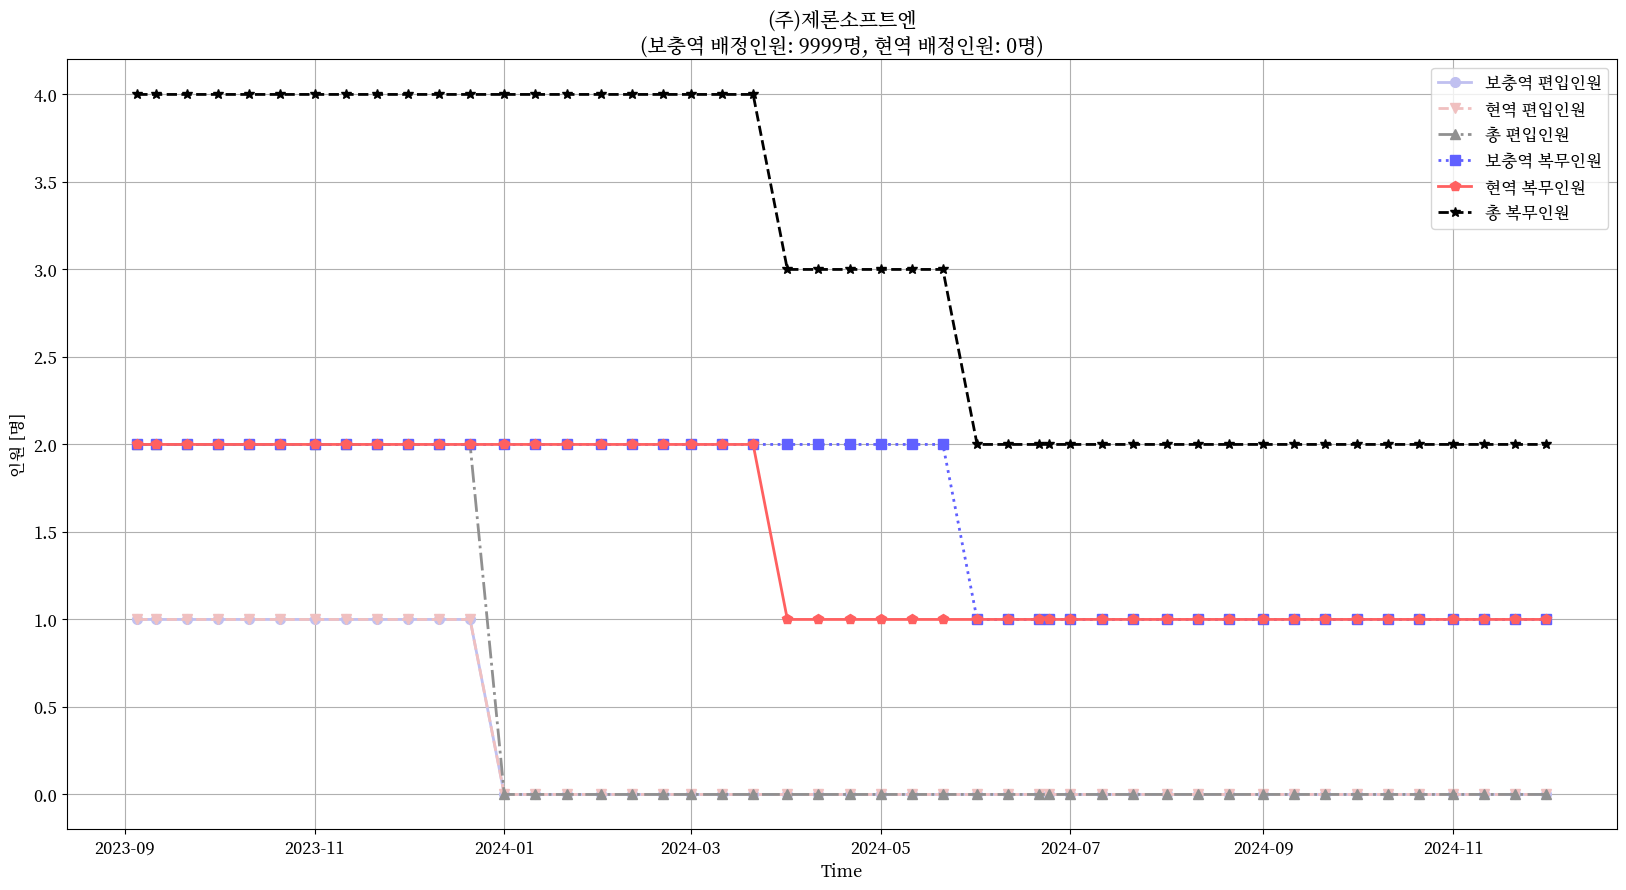 (주)제론소프트엔
(보충역 배정인원: 9999명, 현역 배정인원: 0명)
보충역 편입인원
현역 편입인원
총 편입인원
보충역 복무인원
현역 복무인원
총 복무인원
인원 [명]
4.0
3.5
3.0
2.5
2.0
1.5
1.0
0.5
0.0
2023-09 2023-11 2024-01 2024-03 2024-05 2024-07 2024-09 2024-11
Time